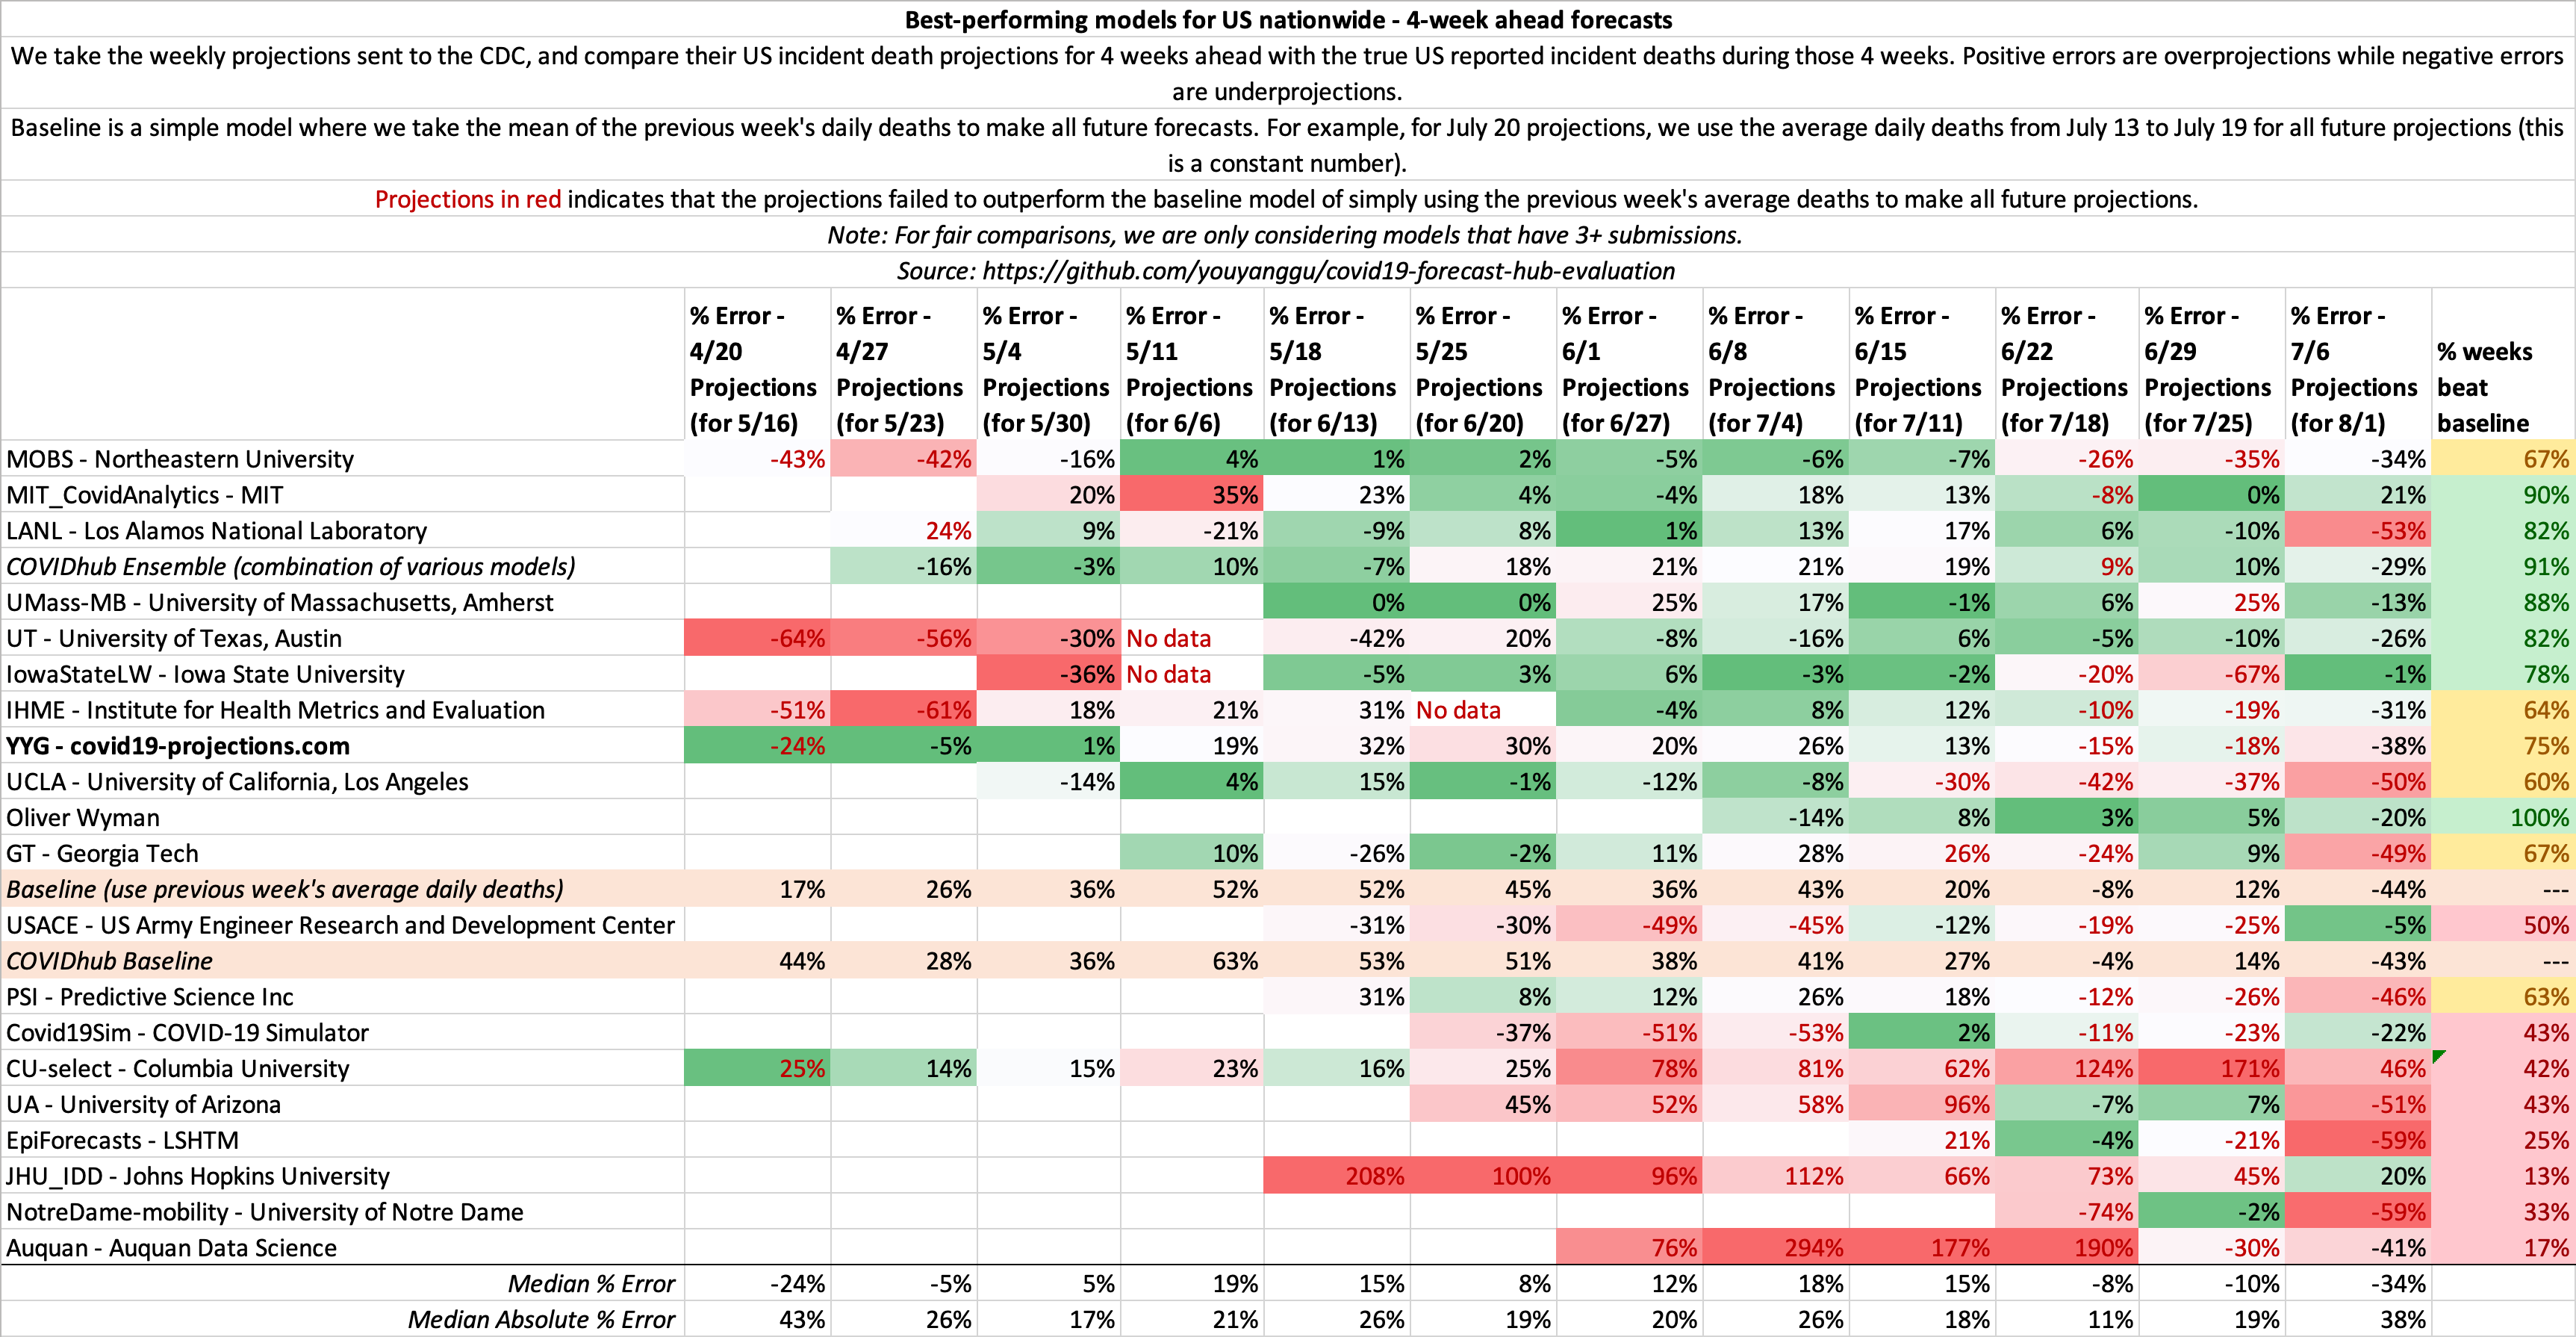 Best-performing models for US nationwide - 4-week ahead forecasts
We take the weekly projections sent to the CDC, and compare their US incident death projections for 4 weeks ahead with the true US reported incident deaths during those 4 weeks. Positive errors are overprojections while negative errors
are underprojections.
Baseline is a simple model where we take the mean of the previous week's daily deaths to make all future forecasts. For example, for July 20 projections, we use the average daily deaths from July 13 to July 19 for all future projections (this
is a constant number).
Projections in red indicates that the projections failed to outperform the baseline model of simply using the previous week's average deaths to make all future projections.
Note: For fair comparisons, we are only considering models that have 3+ submissions.
Source: https://github.com/youyanggu/covid19-forecast-hub-evaluation
% Error - % Error - % Error - % Error - % Error - % Error - % Error - % Error - % Error - % Error - % Error - % Error -
4/20 4/27 5/4 5/11 5/18 5/25 6/1 6/8 6/15 6/22 6/29 7/6 % weeks
Projections Projections Projections Projections Projections Projections Projections Projections Projections Projections Projections Projections beat
(for 5/16) (for 5/23) (for 5/30) (for 6/6) (for 6/13) (for 6/20) (for 6/27) (for 7/4) (for 7/11) (for 7/18) (for 7/25) (for 8/1) baseline
MOBS - Northeastern University -43% -42% -16% 4% 1% 2% -5% -6% -7% -26% -35% -34% 67%
MIT_CovidAnalytics - MIT 20% 35% 23% 4% -4% 18% 13% -8% 0% 21% 90%
LANL - Los Alamos National Laboratory 24% 9% -21% -9% 8% 1% 13% 17% 6% -10% -53% 82%
COVIDhub Ensemble (combination of various models) -16% -3% 10% -7% 18% 21% 21% 19% 9% 10% -29% 91%
UMass-MB - University of Massachusetts, Amherst 0% 0% 25% 17% -1% 6% 25% -13% 88%
UT - University of Texas, Austin -64% -56% -30% No data -42% 20% -8% -16% 6% -5% -10% -26% 82%
IowaStateLW - Iowa State University -36% No data -5% 3% 6% -3% -2% -20% -67% -1% 78%
IHME - Institute for Health Metrics and Evaluation -51% -61% 18% 21% 31% No data -4% 8% 12% -10% -19% -31% 64%
YYG - covid19-projections.com -24% -5% 1% 19% 32% 30% 20% 26% 13% -15% -18% -38% 75%
UCLA - University of California, Los Angeles -14% 4% 15% -1% -12% -8% -30% -42% -37% -50% 60%
Oliver Wyman -14% 8% 3% 5% -20% 100%
GT - Georgia Tech 10% -26% -2% 11% 28% 26% -24% 9% -49% 67%
Baseline (use previous week's average daily deaths) 17% 26% 36% 52% 52% 45% 36% 43% 20% -8% 12% -44% ---
USACE - US Army Engineer Research and Development Center -31% -30% -49% -45% -12% -19% -25% -5% 50%
COVIDhub Baseline 44% 28% 36% 63% 53% 51% 38% 41% 27% -4% 14% -43% ---
PSI - Predictive Science Inc 31% 8% 12% 26% 18% -12% -26% -46% 63%
Covid19Sim - COVID-19 Simulator -37% -51% -53% 2% -11% -23% -22% 43%
CU-select - Columbia University 25% 14% 15% 23% 16% 25% 78% 81% 62% 124% 171% 46% 42%
UA - University of Arizona 45% 52% 58% 96% -7% 7% -51% 43%
EpiForecasts - LSHTM 21% -4% -21% -59% 25%
JHU_IDD - Johns Hopkins University 208% 100% 96% 112% 66% 73% 45% 20% 13%
NotreDame-mobility - University of Notre Dame -74% -2% -59% 33%
Auquan - Auquan Data Science 76% 294% 177% 190% -30% -41% 17%
Median % Error -24% -5% 5% 19% 15% 8% 12% 18% 15% -8% -10% -34%
Median Absolute % Error 43% 26% 17% 21% 26% 19% 20% 26% 18% 11% 19% 38%